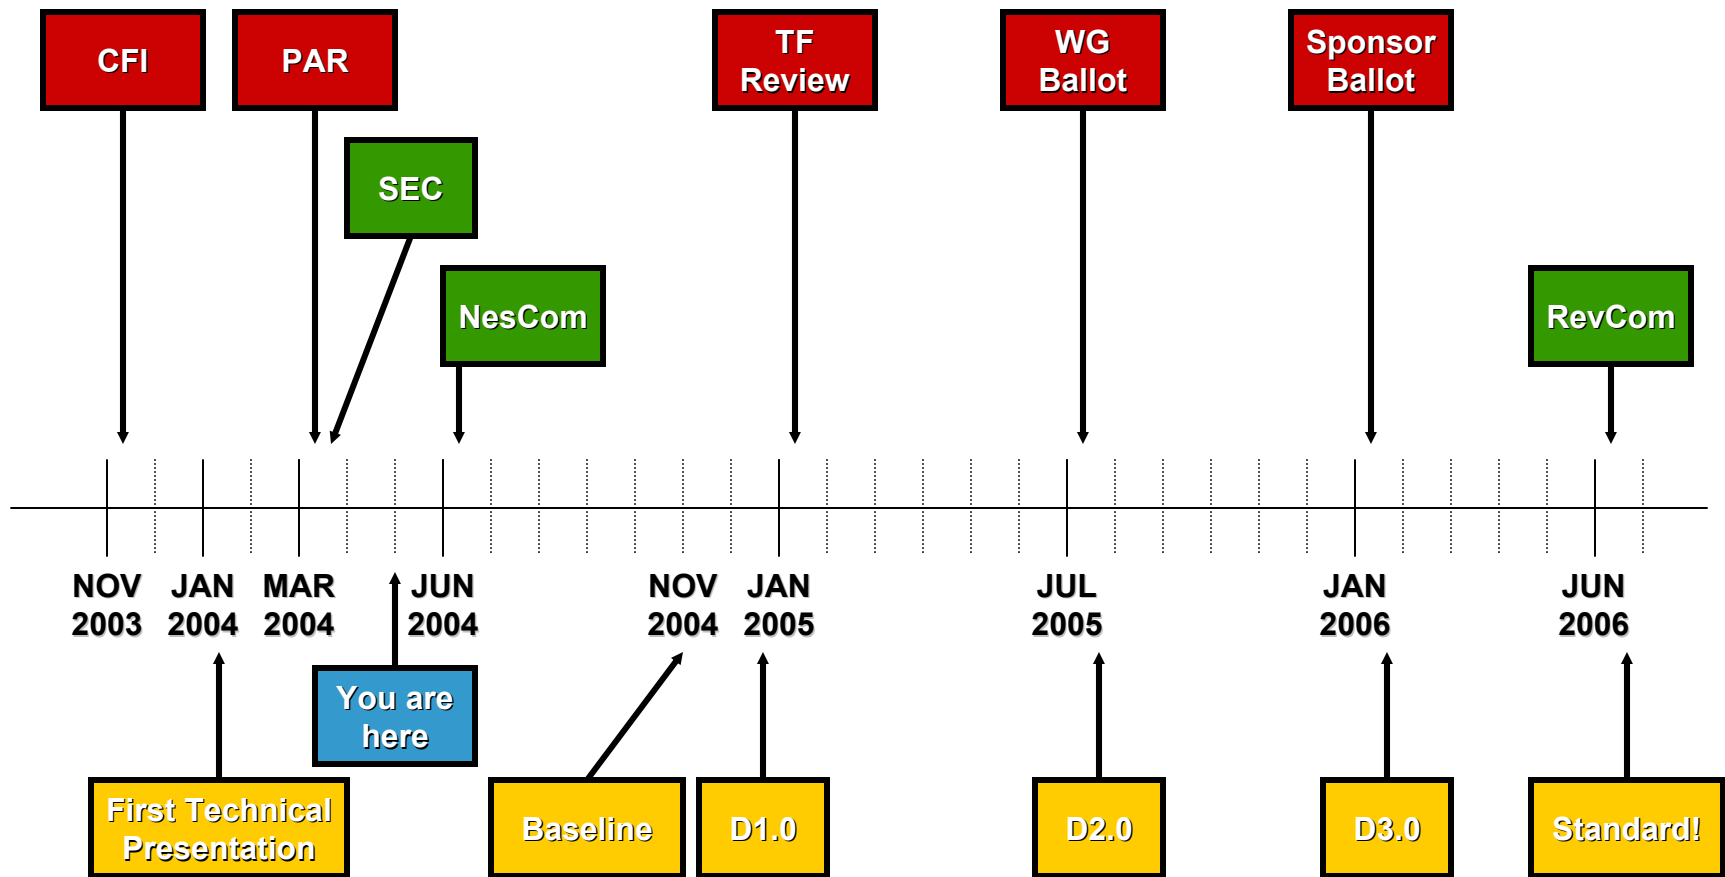 CFI
PAR
TF
Review
WG
Ballot
Sponsor
Ballot
SEC
NesCom
RevCom
NOV
2003
JAN
2004
MAR
2004
JUN
2004
NOV
2004
JAN
2005
JUL
2005
JAN
2006
JUN
2006
You are
here
First Technical
Presentation
Baseline
D1.0
D2.0
D3.0
Standard!